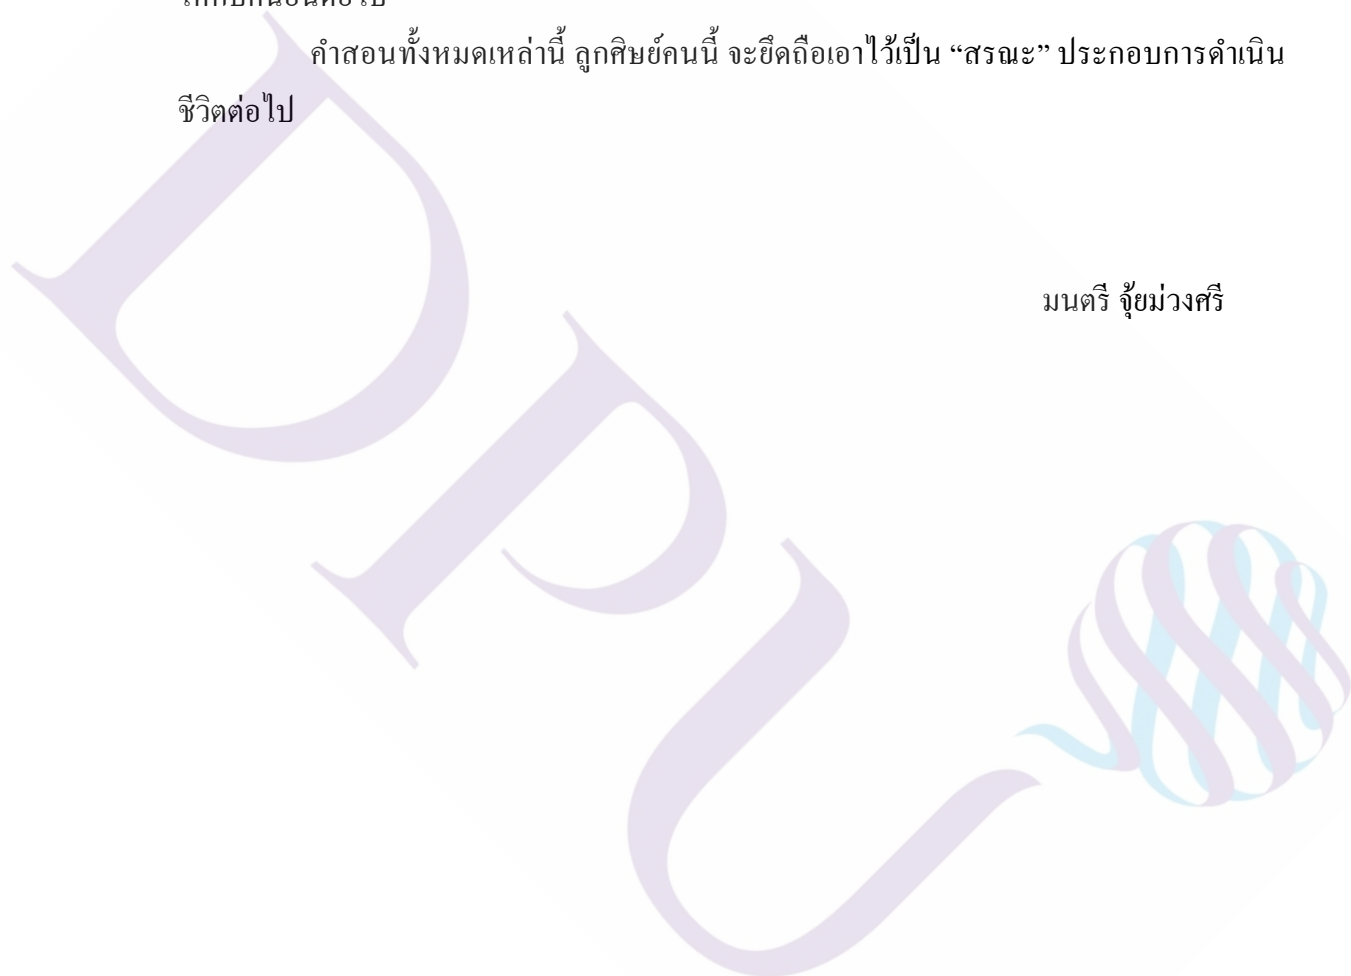 คำสอนทั้งหมดเหล่านี้ ลูกศิษย์คนนี้ จะยึดถือเอาไว้เป็น “สรณะ” ประกอบการดำเนิน
ชีวิตต่อไป
มนตรี จุ้ยม่วงศรี
DPU